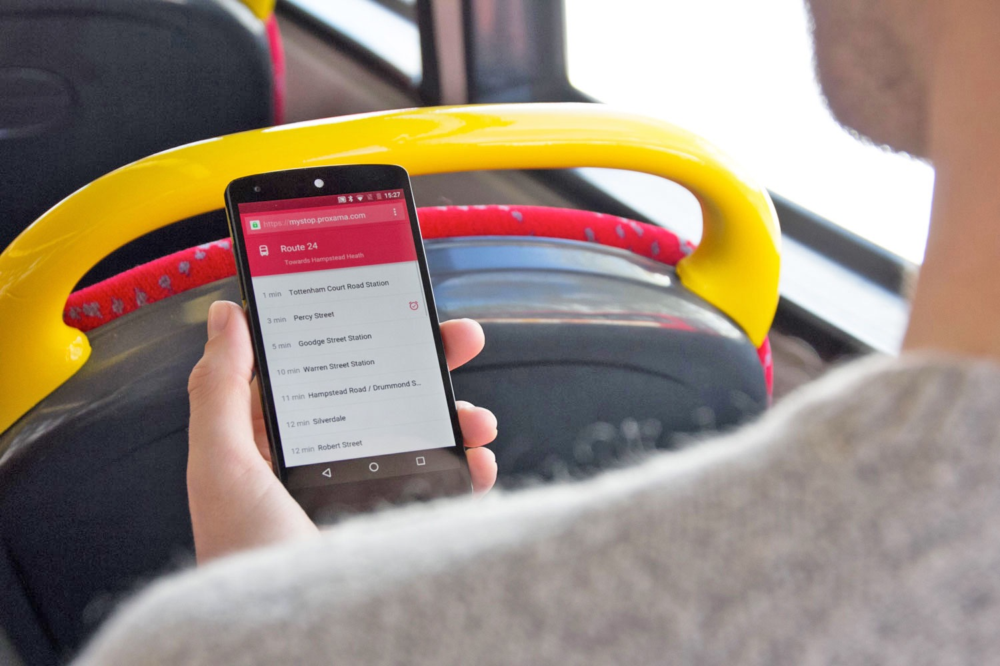 15:27
https://mystop.proxama.com
Route 24
Towards Hampstead Heath
1 min Tottenham Court Road Station
3 min Percy Street
5 min Goodge Street Station
10 min Warren Street Station
11 min Hampstead Road / Drummond S...
12 min Silverdale
12 min Robert Street